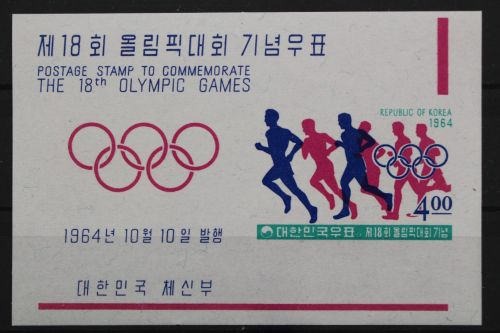 제18회 올림픽대회 기념우표
POSTAGE STAMP TO COMMEMORATE
THE 18th OLYMPIC GAMES
REPUBLIC OF KOREA
1964
4.00
대한민국우표 제18회 올림픽대회기념
1964년 10월 10일 발행
대한민국 체신부